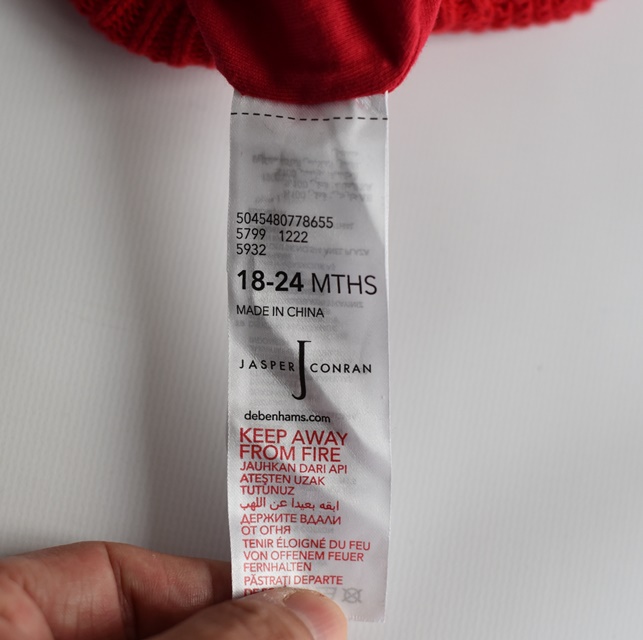 5045480778655
5799 1222
5932
18-24 MTHS
MADE IN CHINA
JASPER J CONRAN
debenhams.com
KEEP AWAY
FROM FIRE
JAUHKAN DARI API
ATEŞTEN UZAK
TUTUNUZ
ابقه بعيدا عن اللهب
ДЕРЖИТЕ ВДАЛИ
ОТ ОГНЯ
TENIR ÉLOIGNÉ DU FEU
VON OFFENEM FEUER
FERNHALTEN
PĂSTRAȚI DEPARTE